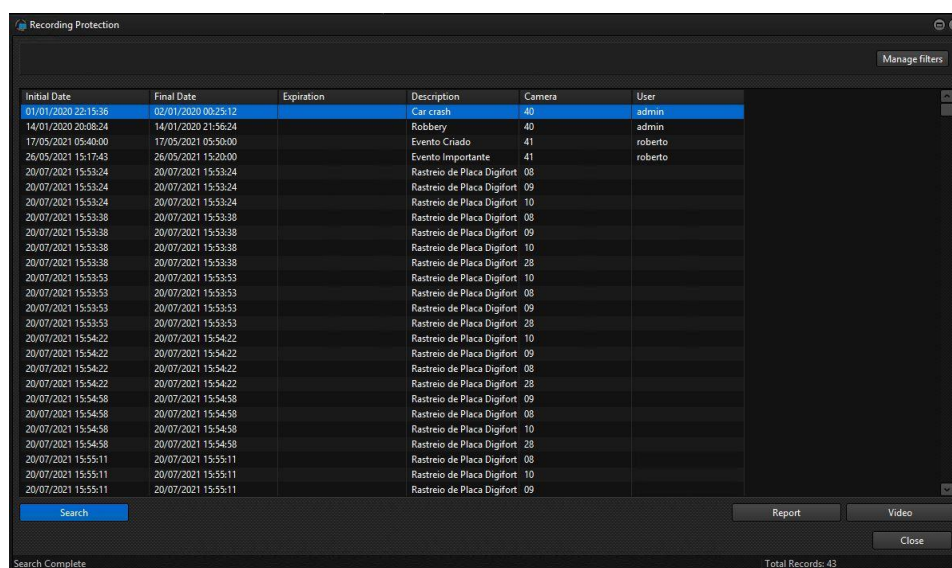 Recording Protection
Manage filters
Initial Date Final Date Expiration Description Camera User
01/01/2020 22:15:36 02/01/2020 00:25:12 Car crash 40 admin
14/01/2020 20:08:24 14/01/2020 21:56:24 Robbery 40 admin
17/05/2021 05:40:00 17/05/2021 05:50:00 Evento Criado 41 roberto
26/05/2021 15:17:43 26/05/2021 15:20:00 Evento Importante 41 roberto
20/07/2021 15:53:24 20/07/2021 15:53:24 Rastreio de Placa Digifort 08
20/07/2021 15:53:24 20/07/2021 15:53:24 Rastreio de Placa Digifort 09
20/07/2021 15:53:24 20/07/2021 15:53:24 Rastreio de Placa Digifort 10
20/07/2021 15:53:38 20/07/2021 15:53:38 Rastreio de Placa Digifort 08
20/07/2021 15:53:38 20/07/2021 15:53:38 Rastreio de Placa Digifort 09
20/07/2021 15:53:38 20/07/2021 15:53:38 Rastreio de Placa Digifort 10
20/07/2021 15:53:38 20/07/2021 15:53:38 Rastreio de Placa Digifort 28
20/07/2021 15:53:53 20/07/2021 15:53:53 Rastreio de Placa Digifort 10
20/07/2021 15:53:53 20/07/2021 15:53:53 Rastreio de Placa Digifort 08
20/07/2021 15:53:53 20/07/2021 15:53:53 Rastreio de Placa Digifort 09
20/07/2021 15:53:53 20/07/2021 15:53:53 Rastreio de Placa Digifort 28
20/07/2021 15:54:22 20/07/2021 15:54:22 Rastreio de Placa Digifort 10
20/07/2021 15:54:22 20/07/2021 15:54:22 Rastreio de Placa Digifort 09
20/07/2021 15:54:22 20/07/2021 15:54:22 Rastreio de Placa Digifort 08
20/07/2021 15:54:22 20/07/2021 15:54:22 Rastreio de Placa Digifort 28
20/07/2021 15:54:58 20/07/2021 15:54:58 Rastreio de Placa Digifort 09
20/07/2021 15:54:58 20/07/2021 15:54:58 Rastreio de Placa Digifort 08
20/07/2021 15:54:58 20/07/2021 15:54:58 Rastreio de Placa Digifort 10
20/07/2021 15:54:58 20/07/2021 15:54:58 Rastreio de Placa Digifort 28
20/07/2021 15:55:11 20/07/2021 15:55:11 Rastreio de Placa Digifort 08
20/07/2021 15:55:11 20/07/2021 15:55:11 Rastreio de Placa Digifort 10
20/07/2021 15:55:11 20/07/2021 15:55:11 Rastreio de Placa Digifort 09
Search Report Video
Close
Search Complete Total Records: 43